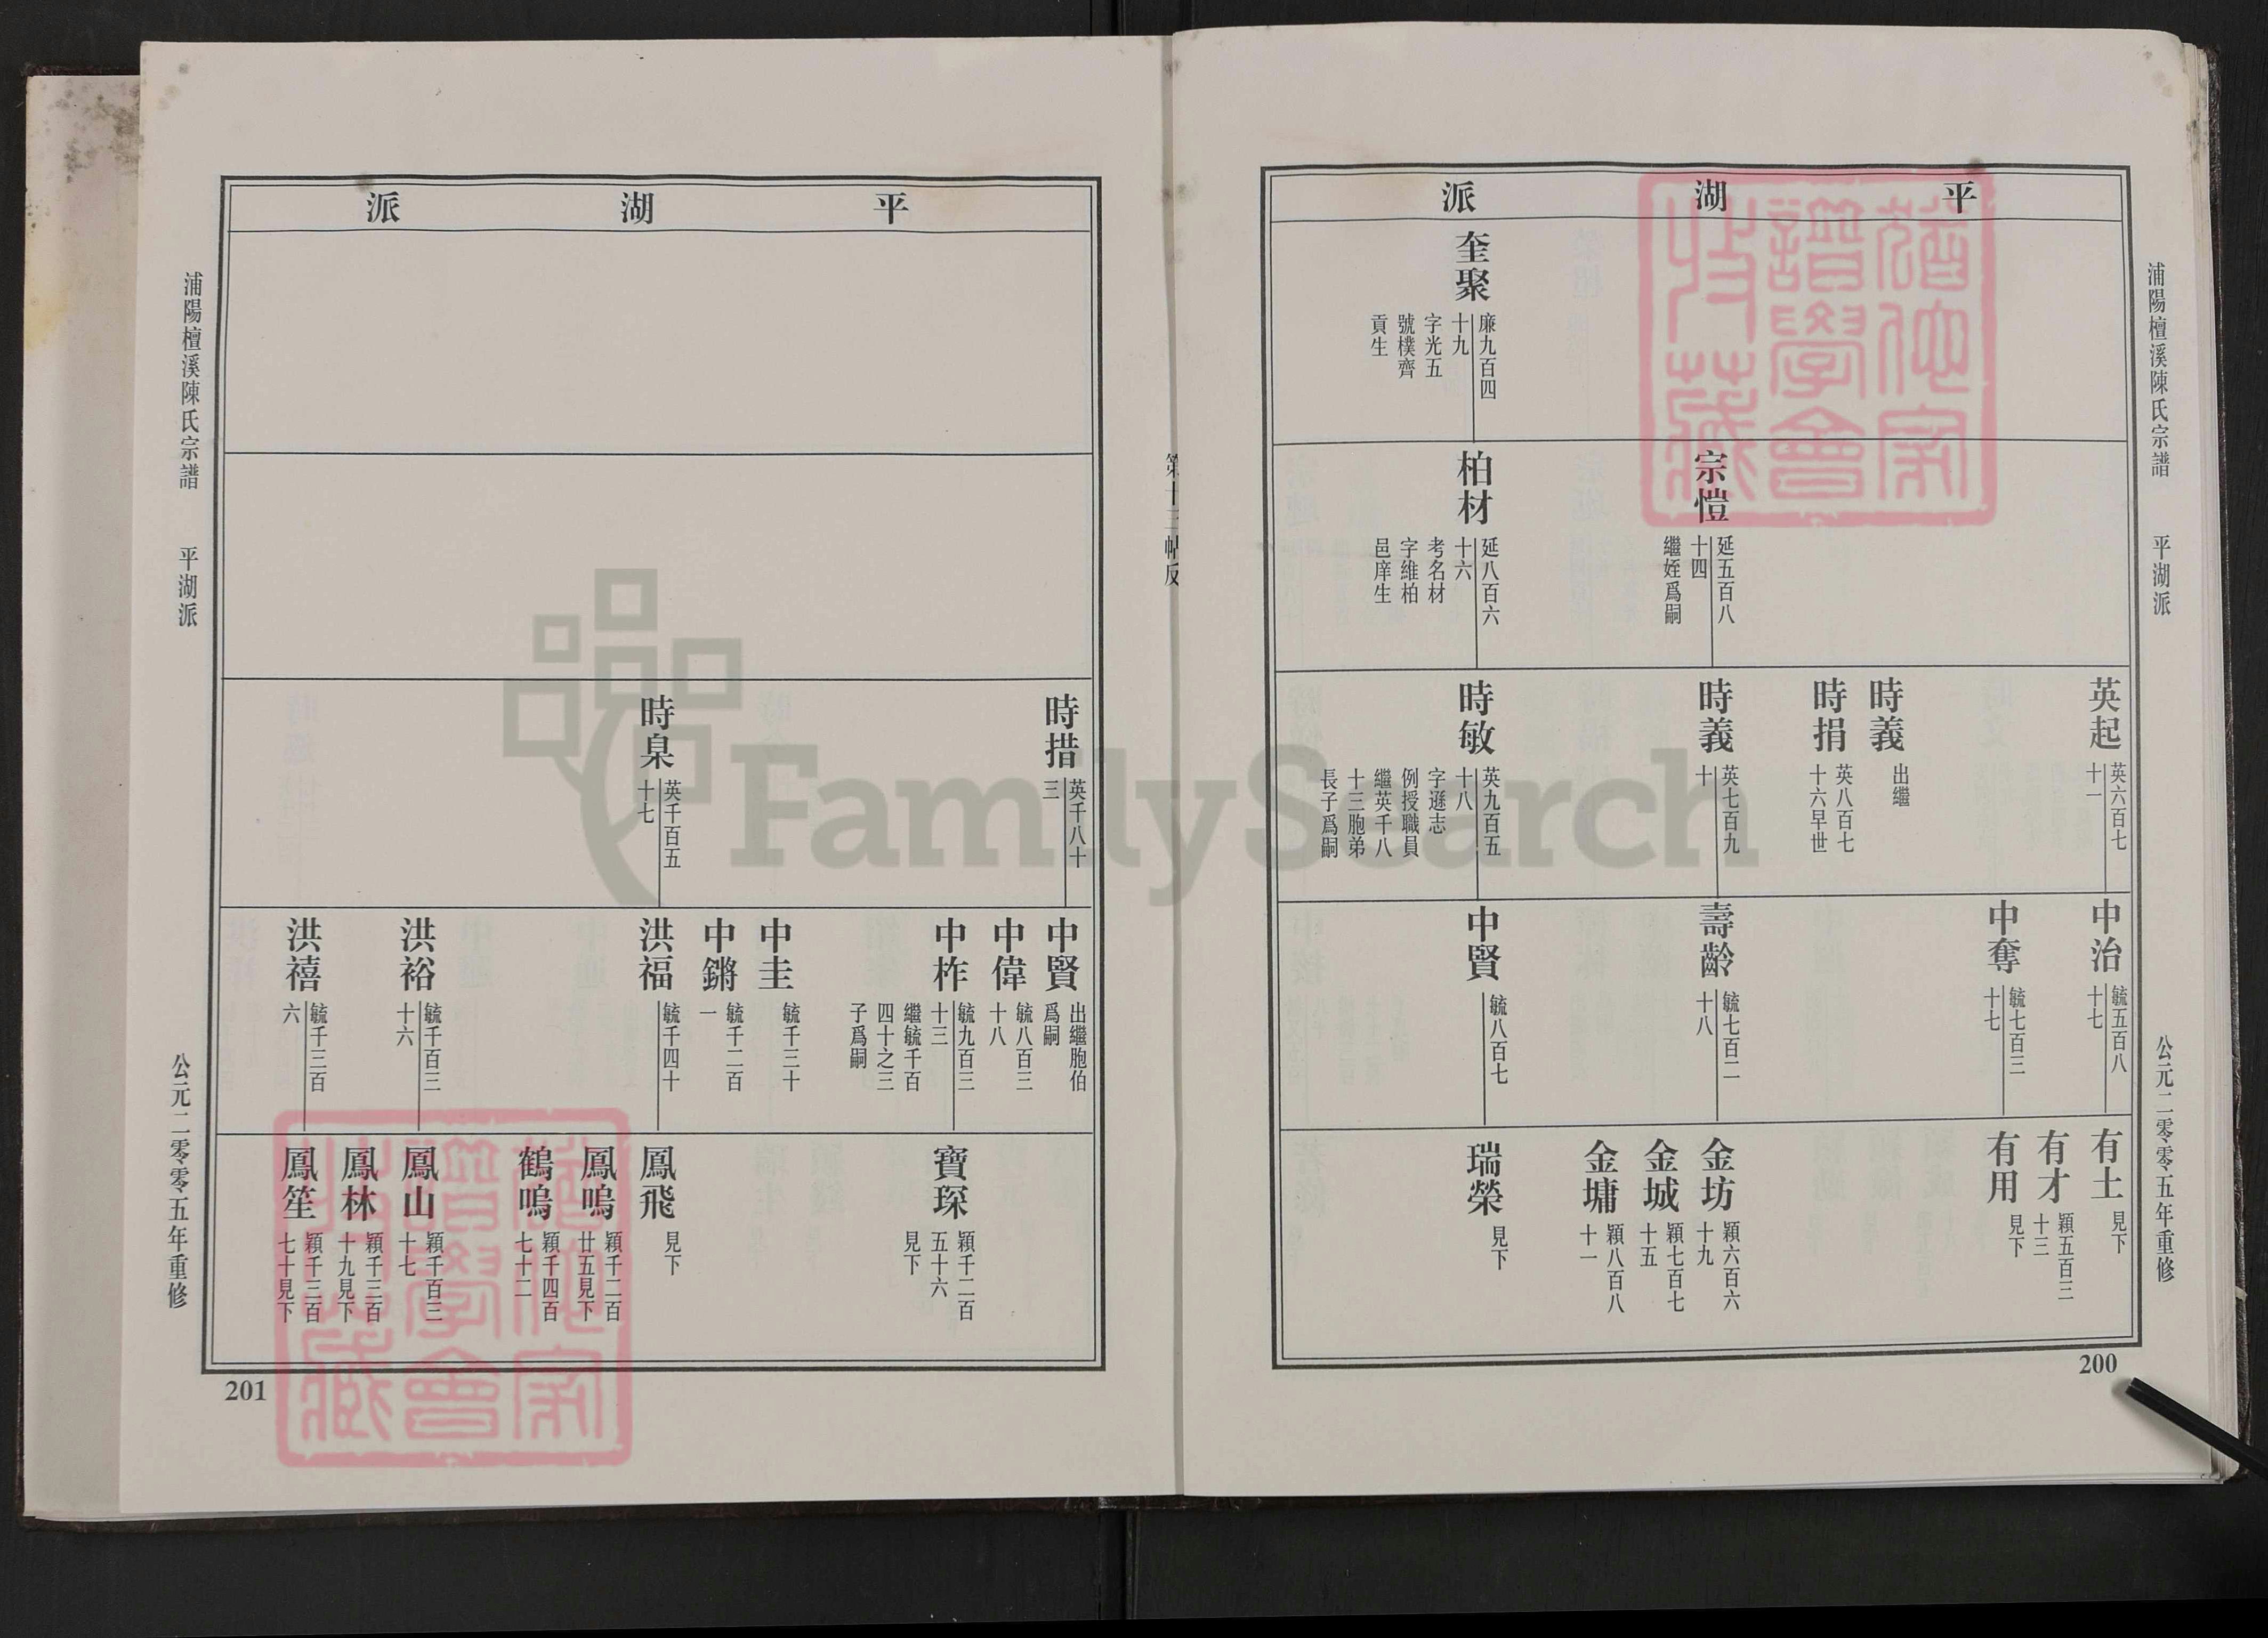 浦陽檀溪陳氏宗譜 平湖派 公元二零零五年重修
平湖派
奎聚
廉九百四
十九
字光五
號樸齊
貢生
宗愷
延五百八
十四
繼姪爲嗣
柏材
延八百六
十六
考名材
字維柏
邑庠生
英起
英六百七
十一
時義
出繼
時捐
英八百七
十六早世
時義
英七百九
十
時敏
英九百五
十八
字遜志
例授職員
繼英千八
十三胞弟
長子爲嗣
中治
毓五百八
十七
中奪
毓七百三
十七
壽齡
毓七百二
十八
中賢
毓八百七
有土
見下
有才
穎五百三
十三
有用
見下
金坊
穎六百六
十九
金城
穎七百七
十五
金墉
穎八百八
十一
瑞榮
見下
200
平湖派
時措
英千八十
三
時臬
英千百五
十七
中賢
出繼胞伯
爲嗣
中偉
毓八百三
十八
中柞
毓九百三
十三
繼毓千百
四十之三
子爲嗣
中圭
毓千三十
中鏘
毓千二百
一
洪福
毓千四十
洪裕
毓千百三
十六
洪禧
毓千三百
六
寶琛
穎千二百
五十六
見下
鳳飛
見下
鳳嗚
穎千二百
廿五見下
鶴嗚
穎千四百
七十二
鳳山
穎千百三
十七
鳳林
穎千三百
十九見下
鳳笙
穎千三百
七十見下
浦陽檀溪陳氏宗譜 平湖派 公元二零零五年重修
201
FamilySearch